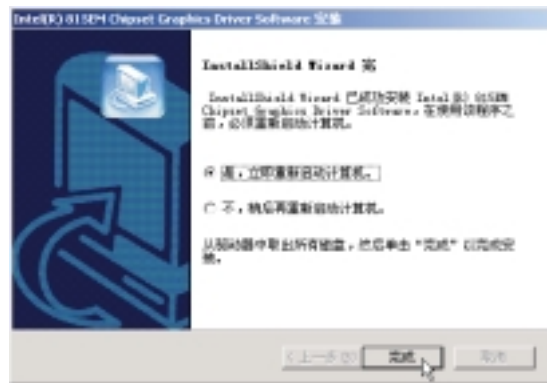 Intel(R) 815EM Chipset Graphics Driver Software 安装
InstallShield Wizard 完
InstallShield Wizard 已成功安装 Intel(R) 815EM
Chipset Graphics Driver Software。在使用该程序之
前，必须重新启动计算机。
是，立即重新启动计算机。
不，稍后再重新启动计算机。
从驱动器中取出所有磁盘，然后单击“完成”以完成安
装。
<上一步(B)
完成
取消